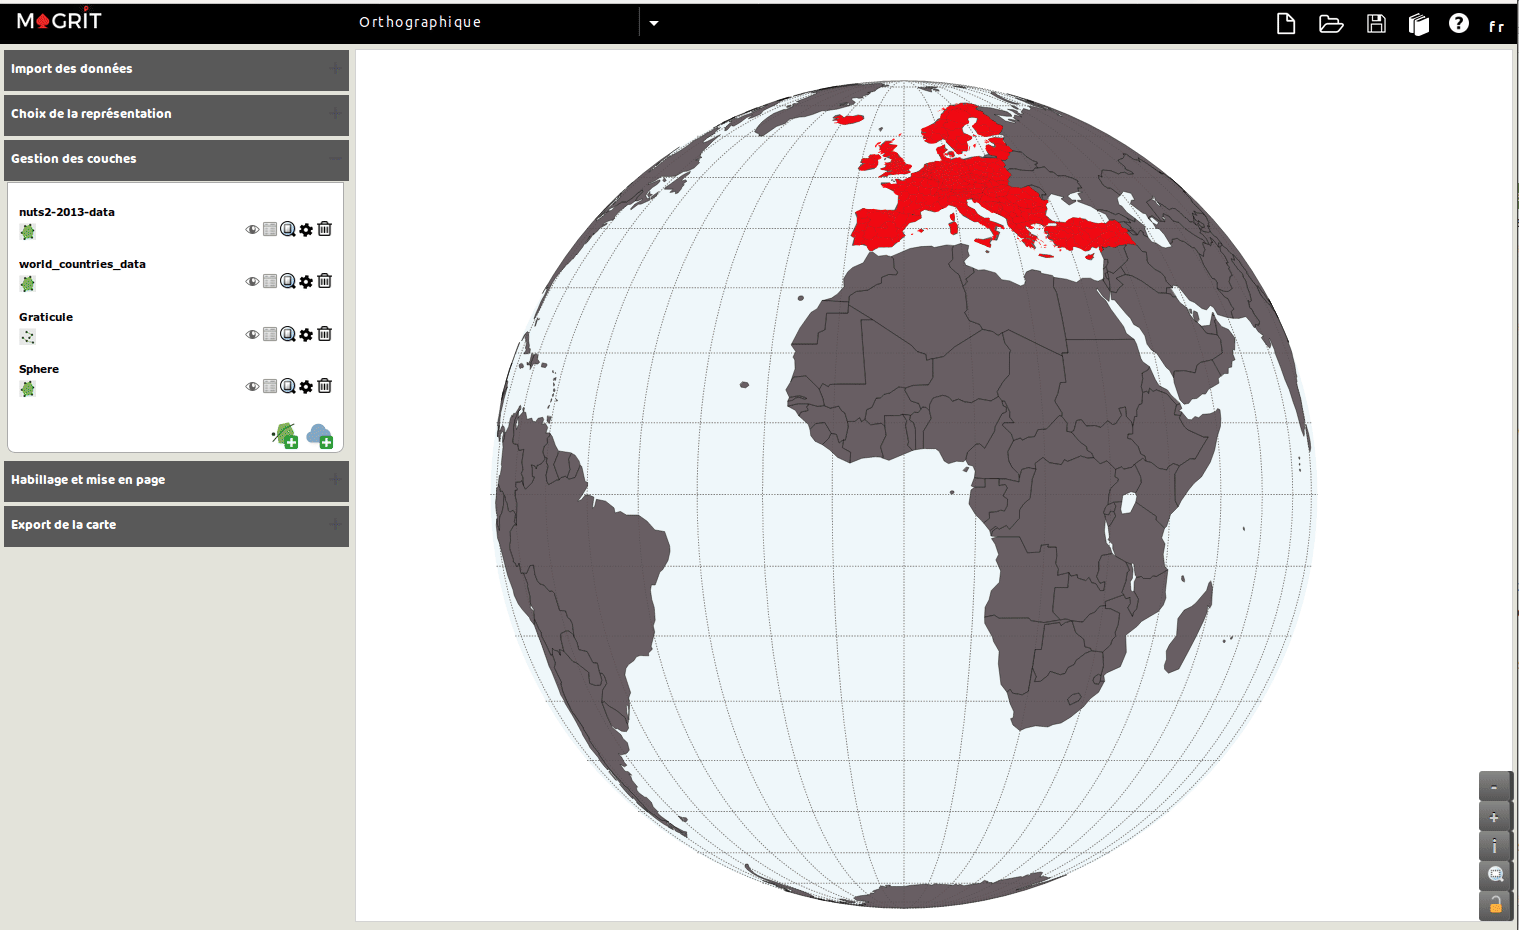 MAGRIT
Orthographique
fr
Import des données
Choix de la représentation
Gestion des couches
nuts2-2013-data
world_countries_data
Graticule
Sphere
Habillage et mise en page
Export de la carte